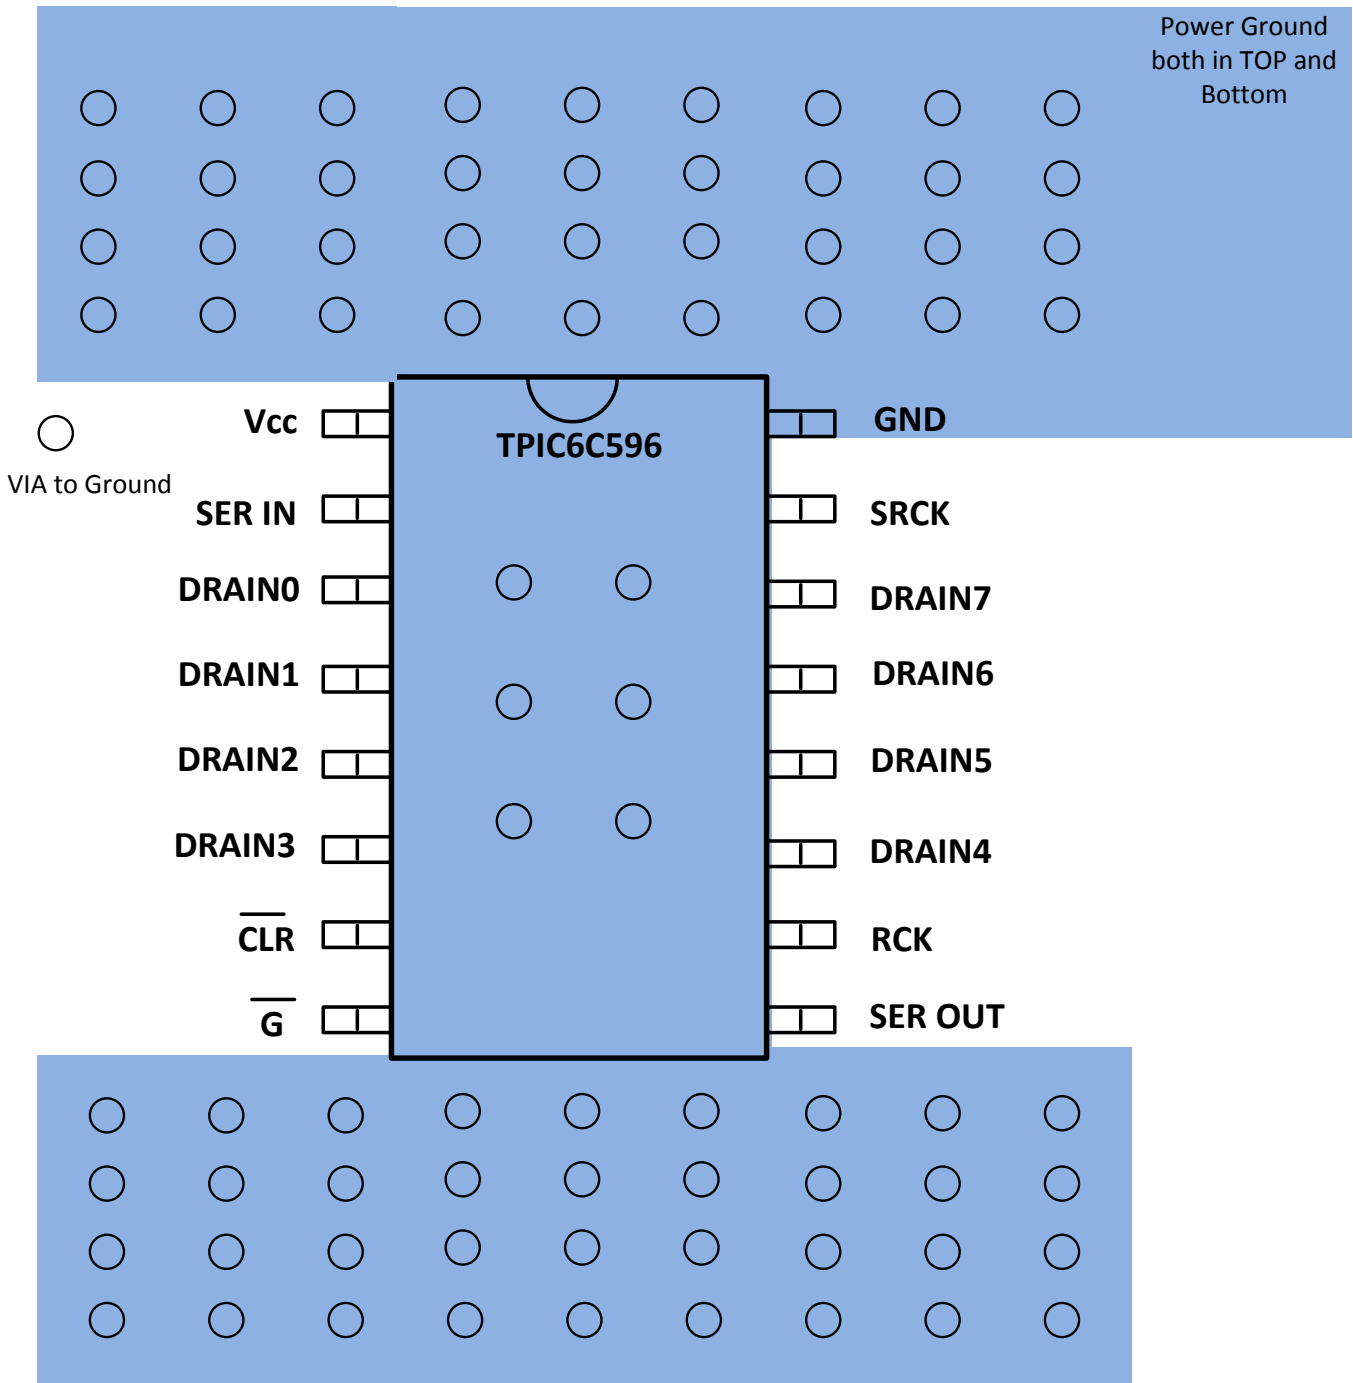 Power Ground
both in TOP and
Bottom
Vcc
GND
TPIC6C596
VIA to Ground
SER IN
SRCK
DRAIN0
DRAIN7
DRAIN1
DRAIN6
DRAIN2
DRAIN5
DRAIN3
DRAIN4
C̅L̅R̅
RCK
G̅
SER OUT